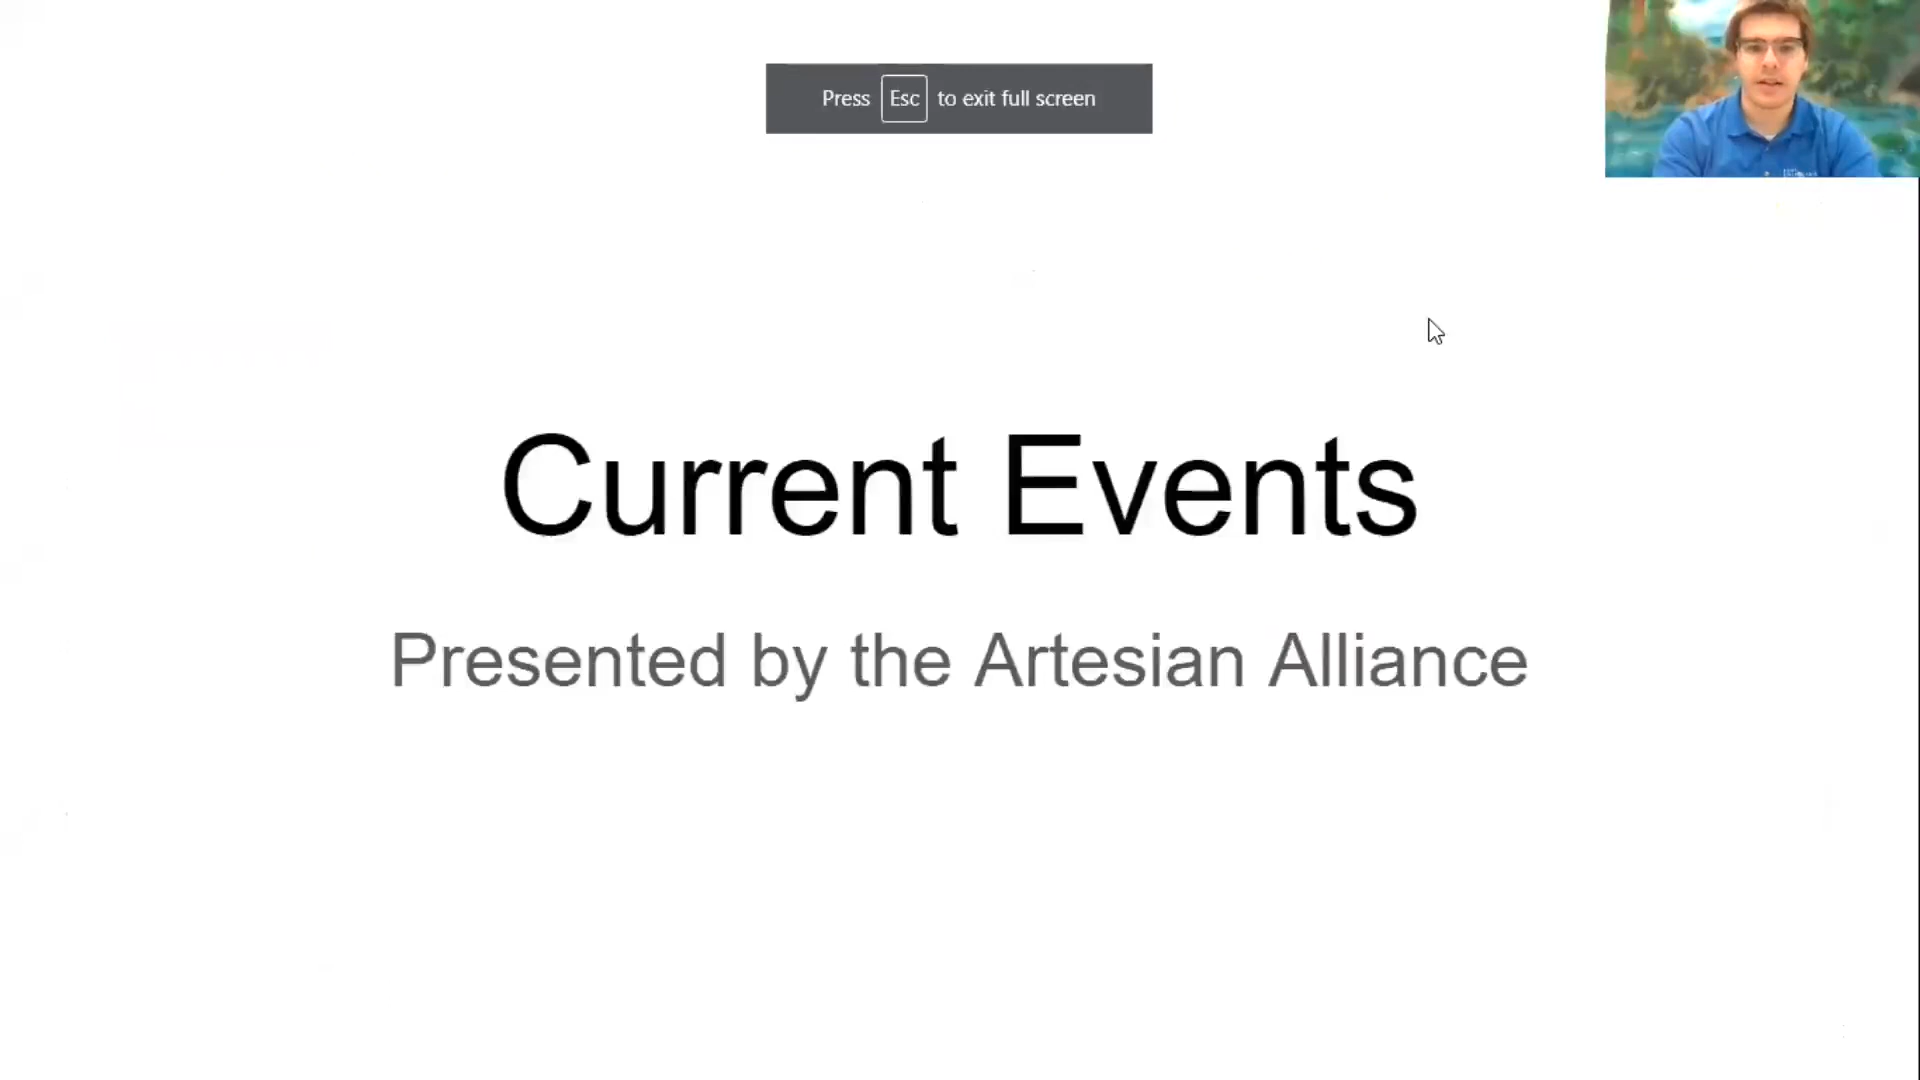 Press Esc to exit full screen
Current Events
Presented by the Artesian Alliance